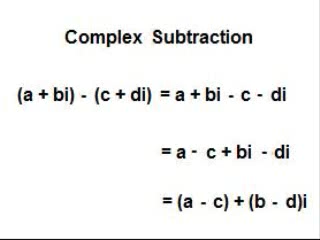 Complex Subtraction
(a + bi) - (c + di) = a + bi - c - di
= a - c + bi - di
= (a - c) + (b - d)i